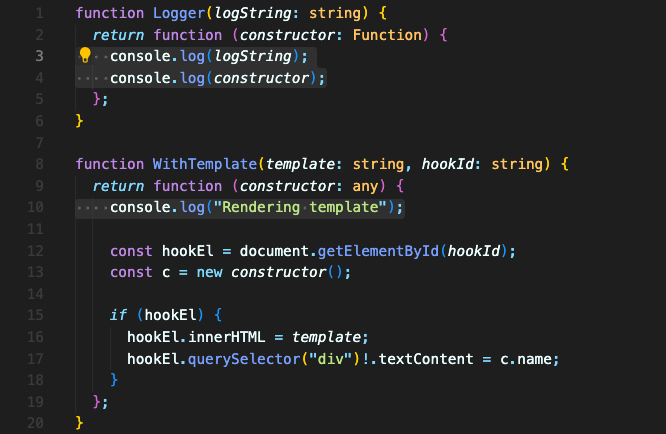 1 function Logger(logString: string) {
2 return function (constructor: Function) {
3 console.log(logString);
4 console.log(constructor);
5 };
6 }
7
8 function WithTemplate(template: string, hookId: string) {
9 return function (constructor: any) {
10 console.log("Rendering template");
11
12 const hookEl = document.getElementById(hookId);
13 const c = new constructor();
14
15 if (hookEl) {
16 hookEl.innerHTML = template;
17 hookEl.querySelector("div")!.textContent = c.name;
18 }
19 };
20 }